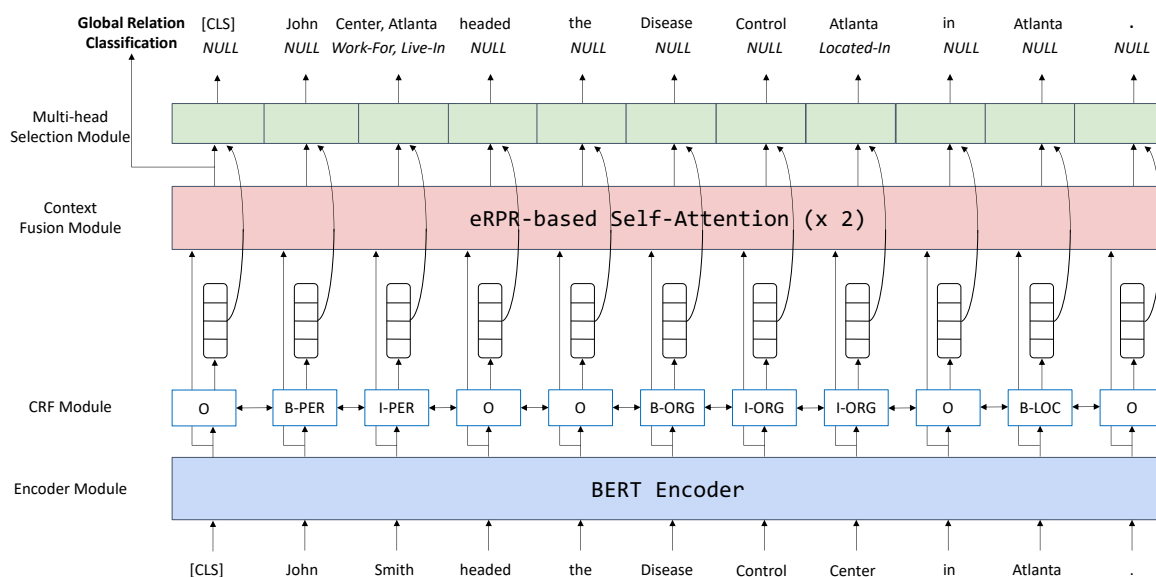 Global Relation
Classification
[CLS] John Center, Atlanta headed the Disease Control Atlanta in Atlanta .
NULL NULL Work-For, Live-In NULL NULL NULL NULL Located-In NULL NULL NULL
Multi-head
Selection Module
Context
Fusion Module
eRPR-based Self-Attention (x 2)
CRF Module
O B-PER I-PER O O B-ORG I-ORG I-ORG O B-LOC O
Encoder Module
BERT Encoder
[CLS] John Smith headed the Disease Control Center in Atlanta .